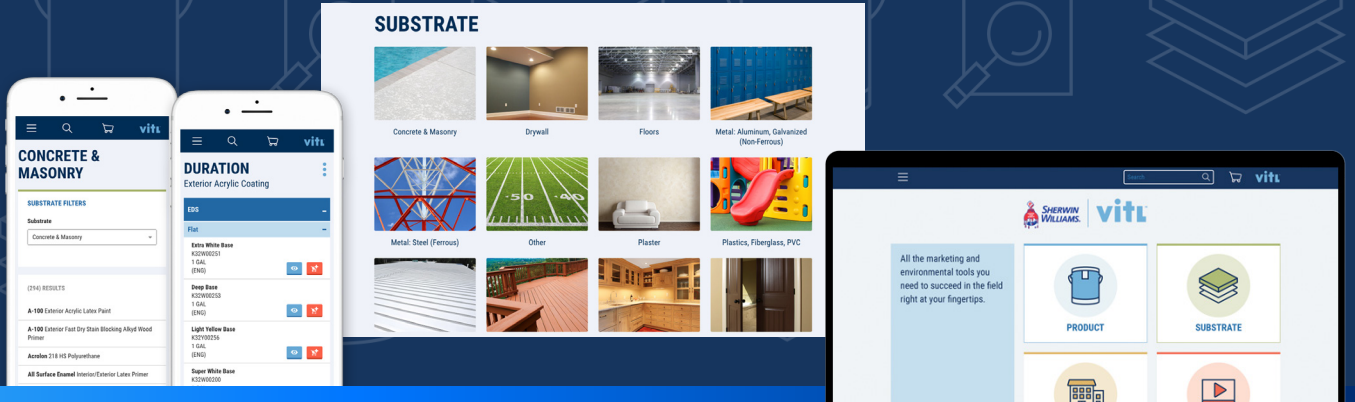 vitl
CONCRETE &
MASONRY
SUBSTRATE FILTERS
Substrate
Concrete & Masonry
(294) RESULTS
A-100 Exterior Acrylic Latex Paint
A-100 Exterior Fast Dry Stain Blocking Alkyd Wood
Primer
Acrolon 218 HS Polyurethane
All Surface Enamel Interior/Exterior Latex Primer
vitl
DURATION
Exterior Acrylic Coating
EDS
Flat
Extra White Base
K32W00251
1 GAL
(ENG)
Deep Base
K32W00253
1 GAL
(ENG)
Light Yellow Base
K32Y00256
1 GAL
(ENG)
Super White Base
K32W00200
SUBSTRATE
Concrete & Masonry
Drywall
Floors
Metal: Aluminum, Galvanized
(Non-Ferrous)
-50
-40
Metal: Steel (Ferrous)
Other
Plaster
Plastics, Fiberglass, PVC
Search
vitl
SHERWIN
WILLIAMS.
vitl
All the marketing and
environmental tools you
need to succeed in the field
right at your fingertips.
PRODUCT
SUBSTRATE